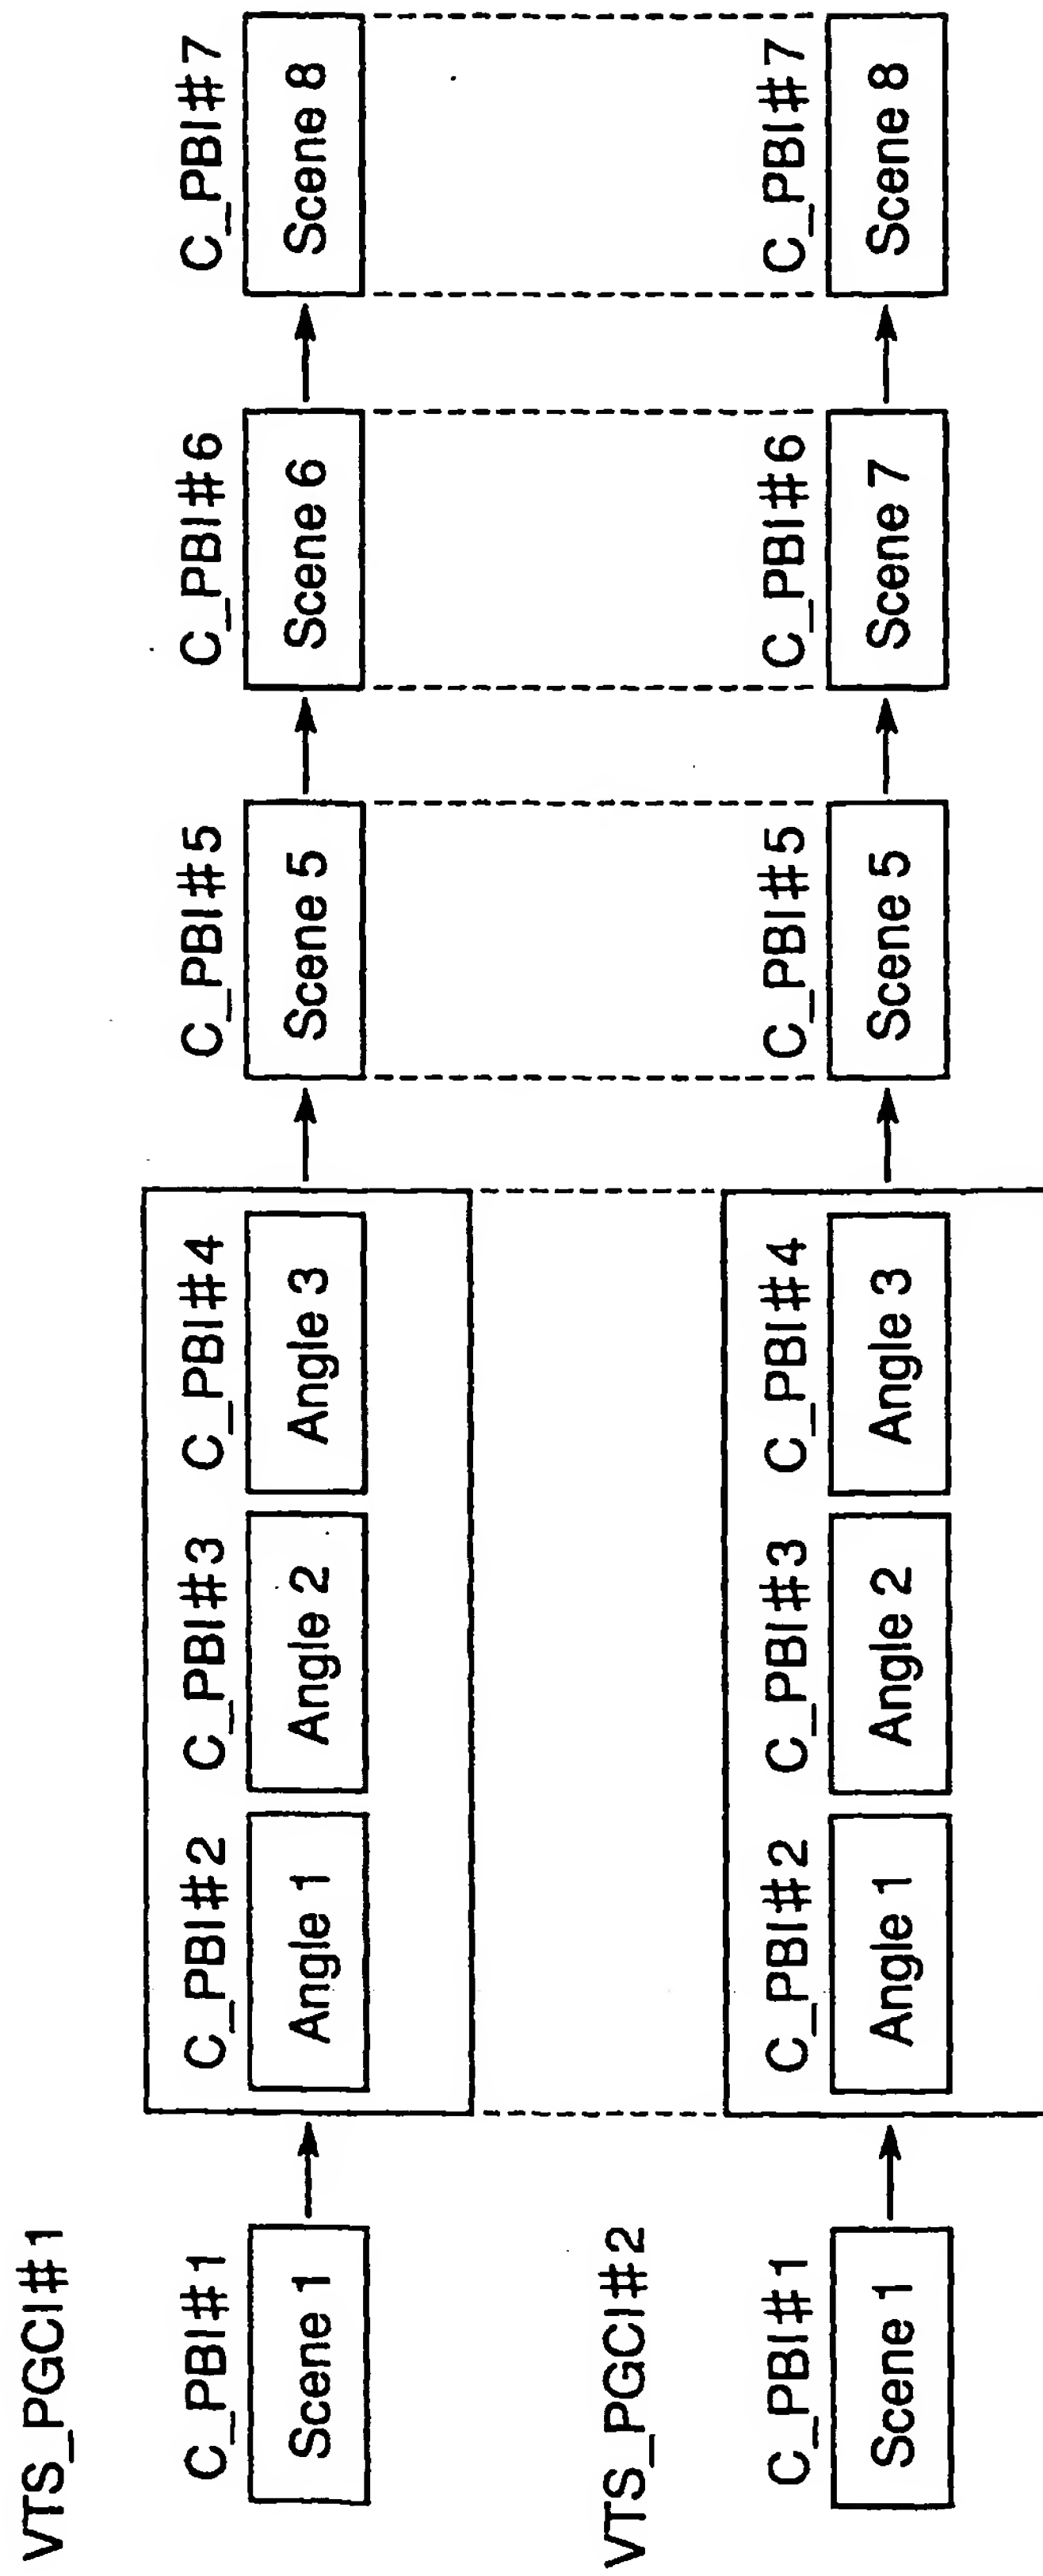 VTS_PGCI#1
C_PBI#1
Scene 1
C_PBI#2
Angle 1
C_PBI#3
Angle 2
C_PBI#4
Angle 3
C_PBI#5
Scene 5
C_PBI#6
Scene 6
C_PBI#7
Scene 8
VTS_PGCI#2
C_PBI#1
Scene 1
C_PBI#2
Angle 1
C_PBI#3
Angle 2
C_PBI#4
Angle 3
C_PBI#5
Scene 5
C_PBI#6
Scene 7
C_PBI#7
Scene 8